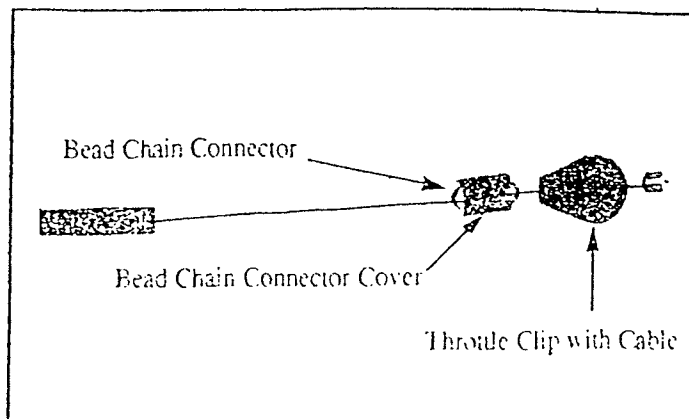 Bead Chain Connector
Bead Chain Connector Cover
Throttle Clip with Cable